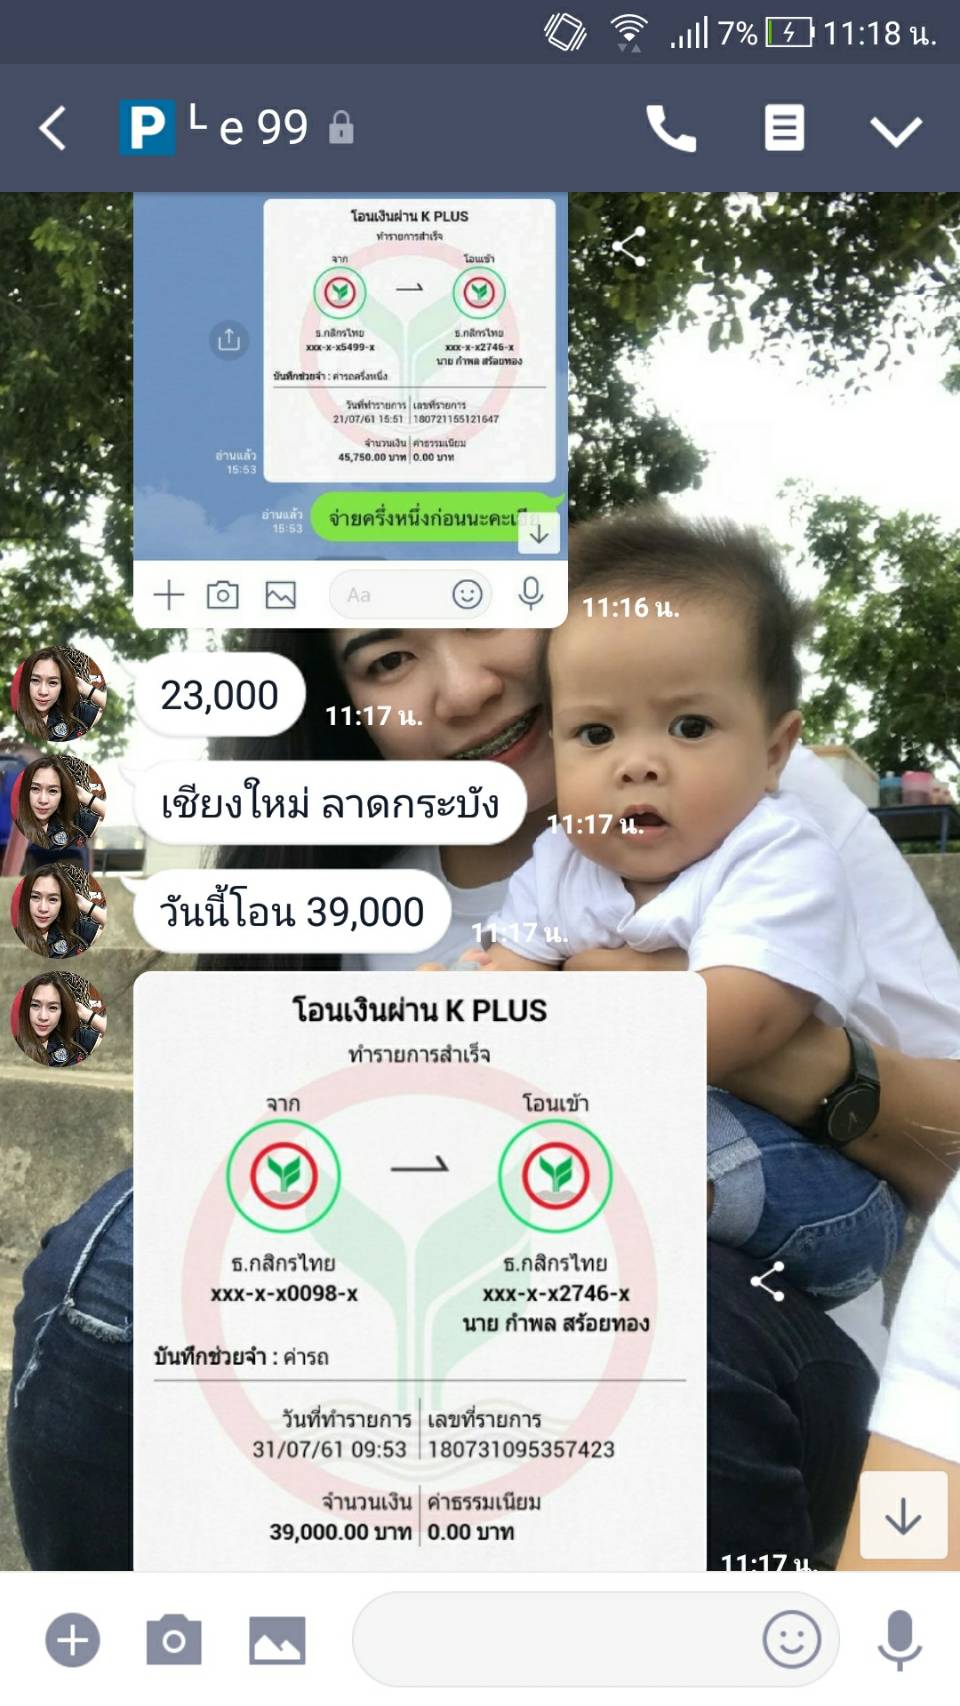 7% 11:18 น.
P L e 99
โอนเงินผ่าน K PLUS
ทำรายการสำเร็จ
จาก โอนเข้า
ธ.กสิกรไทย ธ.กสิกรไทย
xxx-x-x5499-x xxx-x-x2746-x
นาย กำพล สร้อยทอง
บันทึกช่วยจำ : ค่ารถครึ่งหนึ่ง
วันที่ทำรายการ เลขที่รายการ
21/07/61 15:51 180721155121647
จำนวนเงิน ค่าธรรมเนียม
45,750.00 บาท 0.00 บาท
อ่านแล้ว
15:53
จ่ายครึ่งหนึ่งก่อนนะคะ
อ่านแล้ว
15:53
Aa
11:16 น.
23,000
11:17 น.
เชียงใหม่ ลาดกระบัง
11:17 น.
วันนี้โอน 39,000
11:17 น.
โอนเงินผ่าน K PLUS
ทำรายการสำเร็จ
จาก โอนเข้า
ธ.กสิกรไทย ธ.กสิกรไทย
xxx-x-x0098-x xxx-x-x2746-x
นาย กำพล สร้อยทอง
บันทึกช่วยจำ : ค่ารถ
วันที่ทำรายการ เลขที่รายการ
31/07/61 09:53 180731095357423
จำนวนเงิน ค่าธรรมเนียม
39,000.00 บาท 0.00 บาท
11:17 น.